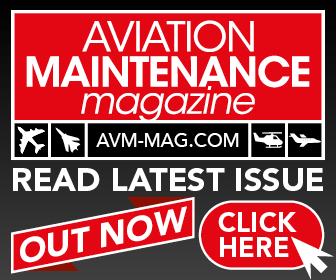 AVIATION
MAINTENANCE
magazine
AVM-MAG.COM
READ LATEST ISSUE
OUT NOW
CLICK
HERE